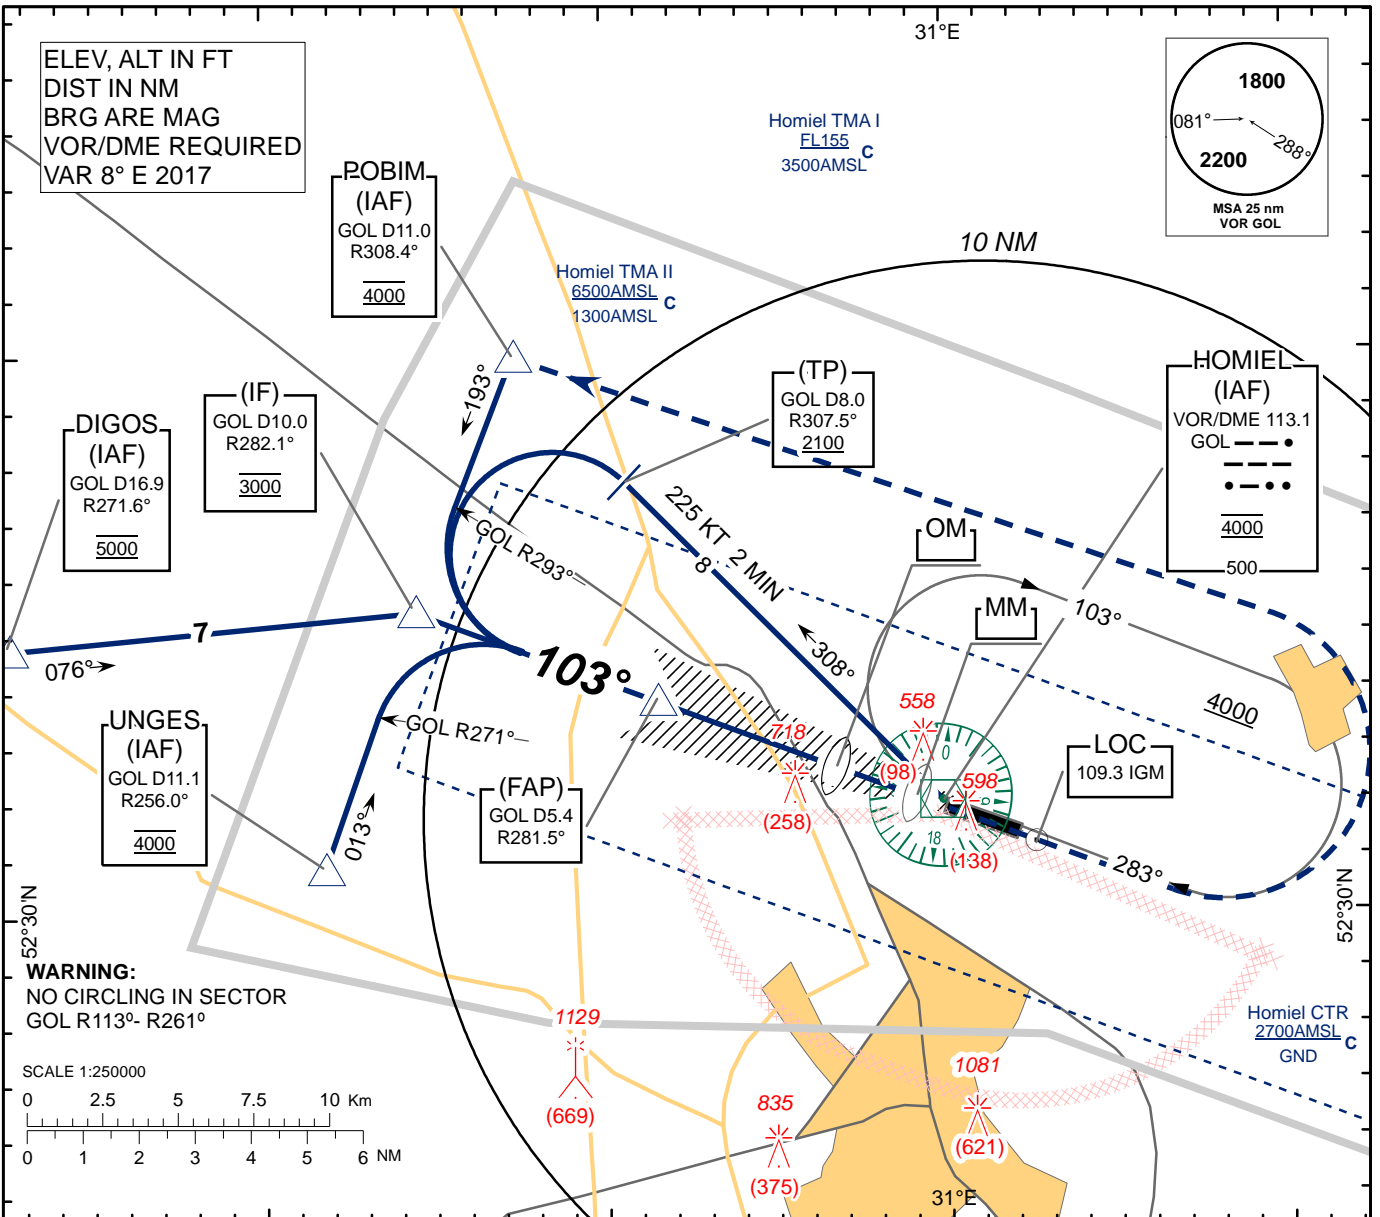 31°E
ELEV, ALT IN FT
DIST IN NM
BRG ARE MAG
VOR/DME REQUIRED
VAR 8° E 2017
1800
081°
288°
2200
MSA 25 nm
VOR GOL
Homiel TMA I
FL155
C
3500AMSL
POBIM
(IAF)
GOL D11.0
R308.4°
4000
10 NM
Homiel TMA II
6500AMSL
C
1300AMSL
(TP)
GOL D8.0
R307.5°
2100
HOMIEL
(IAF)
VOR/DME 113.1
GOL
4000
500
(IF)
GOL D10.0
R282.1°
3000
193°
DIGOS
(IAF)
GOL D16.9
R271.6°
5000
225 KT 2 MIN
8
GOL R293°
OM
MM
103°
308°
7
076°
103°
4000
558
UNGES
(IAF)
GOL D11.1
R256.0°
4000
GOL R271°
718
(98)
0
598
9
18
(138)
LOC
109.3 IGM
(FAP)
GOL D5.4
R281.5°
(258)
013°
283°
52°30'N
52°30'N
WARNING:
NO CIRCLING IN SECTOR
GOL R113º- R261º
1129
(669)
Homiel CTR
2700AMSL
C
GND
1081
(621)
835
(375)
SCALE 1:250000
0 2.5 5 7.5 10 Km
0 1 2 3 4 5 6 NM
31°E